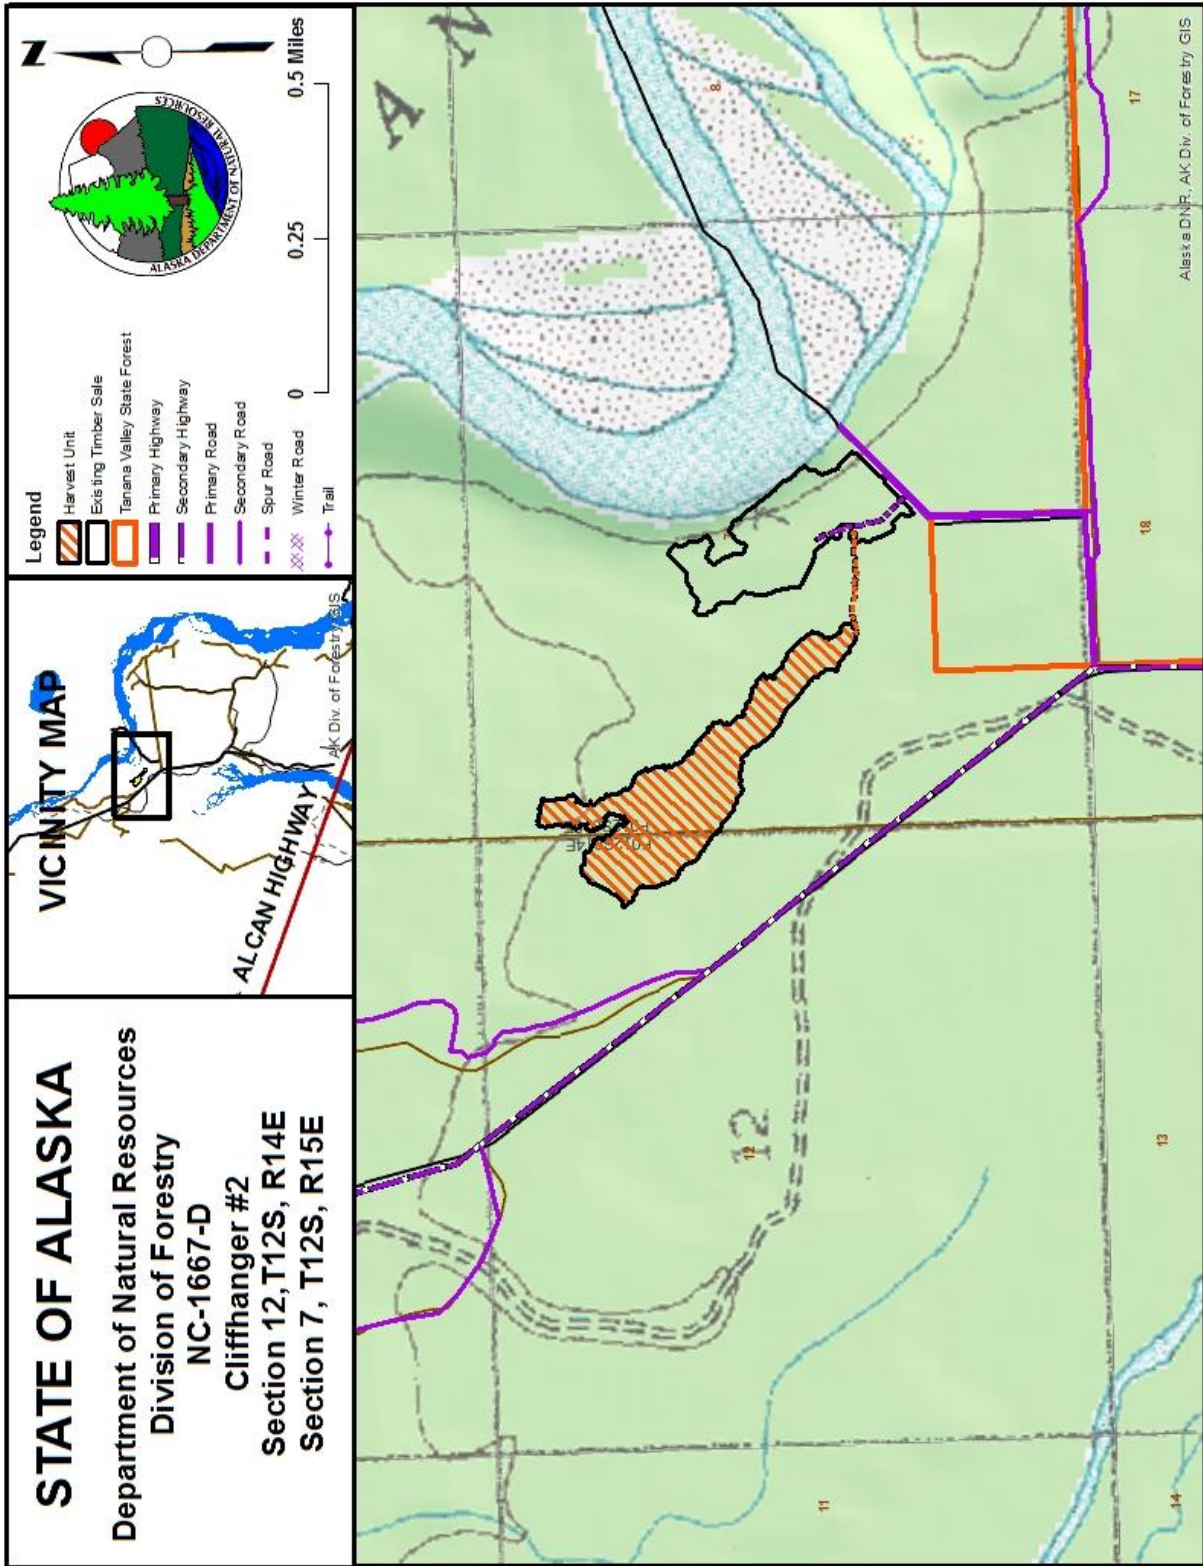 STATE OF ALASKA
Department of Natural Resources
Division of Forestry
NC-1667-D
Cliffhanger #2
Section 12,T12S, R14E
Section 7, T12S, R15E
VICINITY MAP
ALCAN HIGHWAY
AK Div. of Forestry GIS
Legend
Harvest Unit
Existing Timber Sale
Tanana Valley State Forest
Primary Highway
Secondary Highway
Primary Road
Secondary Road
Spur Road
Winter Road
Trail
ALASKA DEPARTMENT OF NATURAL RESOURCES
N
0 0.25 0.5 Miles
A N
8
12
12
7
11
14
13
18
17
Alaska DNR, AK Div. of Forestry GIS